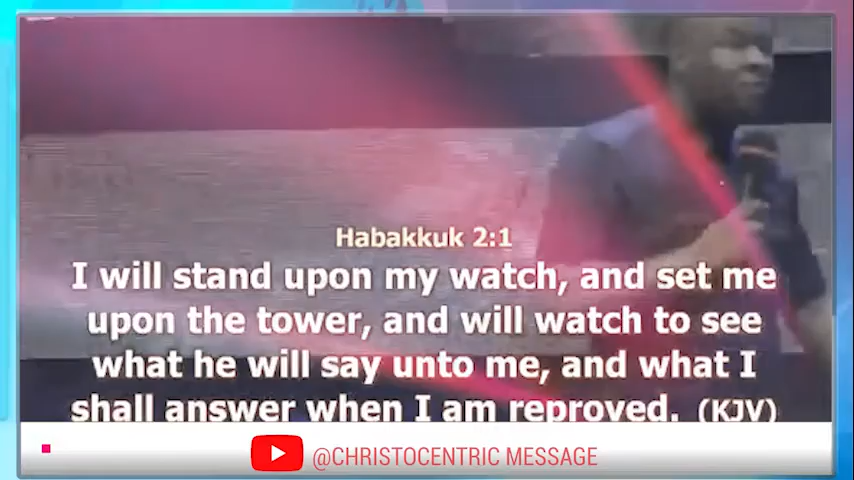 Habakkuk 2:1
I will stand upon my watch, and set me
upon the tower, and will watch to see
what he will say unto me, and what I
shall answer when I am reproved. (KJV)
@CHRISTOCENTRIC MESSAGE